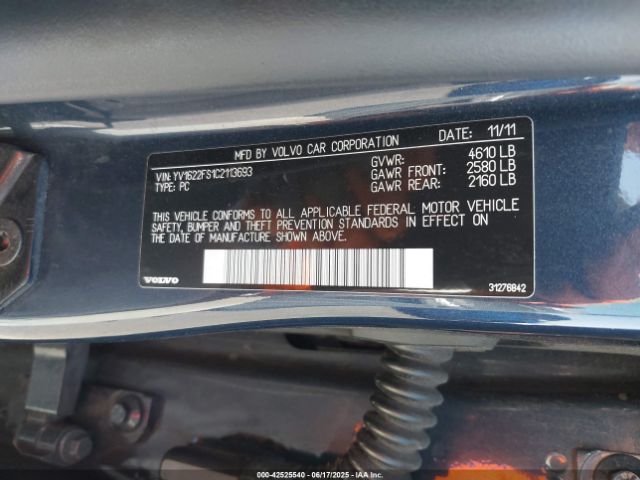 MFD BY VOLVO CAR CORPORATION DATE: 11/11
VIN: YV1622FS1C2113693 GVWR: 4610 LB
TYPE: PC GAWR FRONT: 2580 LB
GAWR REAR: 2160 LB
THIS VEHICLE CONFORMS TO ALL APPLICABLE FEDERAL MOTOR VEHICLE
SAFETY, BUMPER AND THEFT PREVENTION STANDARDS IN EFFECT ON
THE DATE OF MANUFACTURE SHOWN ABOVE.
VOLVO 31276842
000-42525540 - 06/17/2025 - IAAI.COM